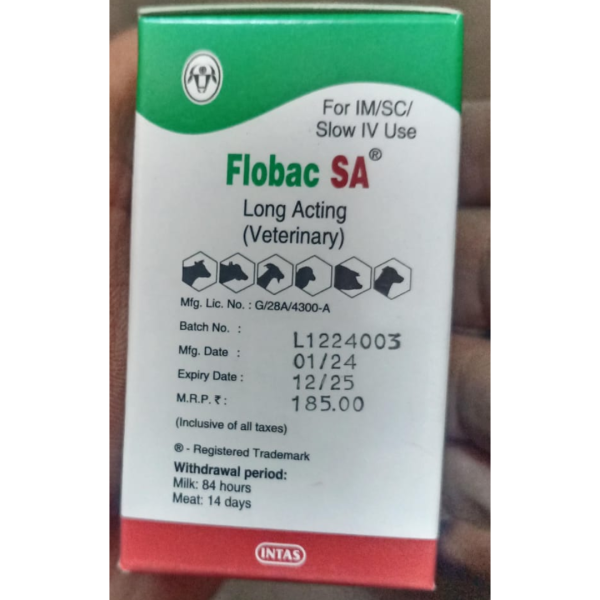 For IM/SC/
Slow IV Use
Flobac SA®
Long Acting
(Veterinary)
Mfg. Lic. No. : G/28A/4300-A
Batch No. : L1224003
Mfg. Date : 01/24
Expiry Date : 12/25
M.R.P. ₹ : 185.00
(Inclusive of all taxes)
® - Registered Trademark
Withdrawal period:
Milk: 84 hours
Meat: 14 days
INTAS